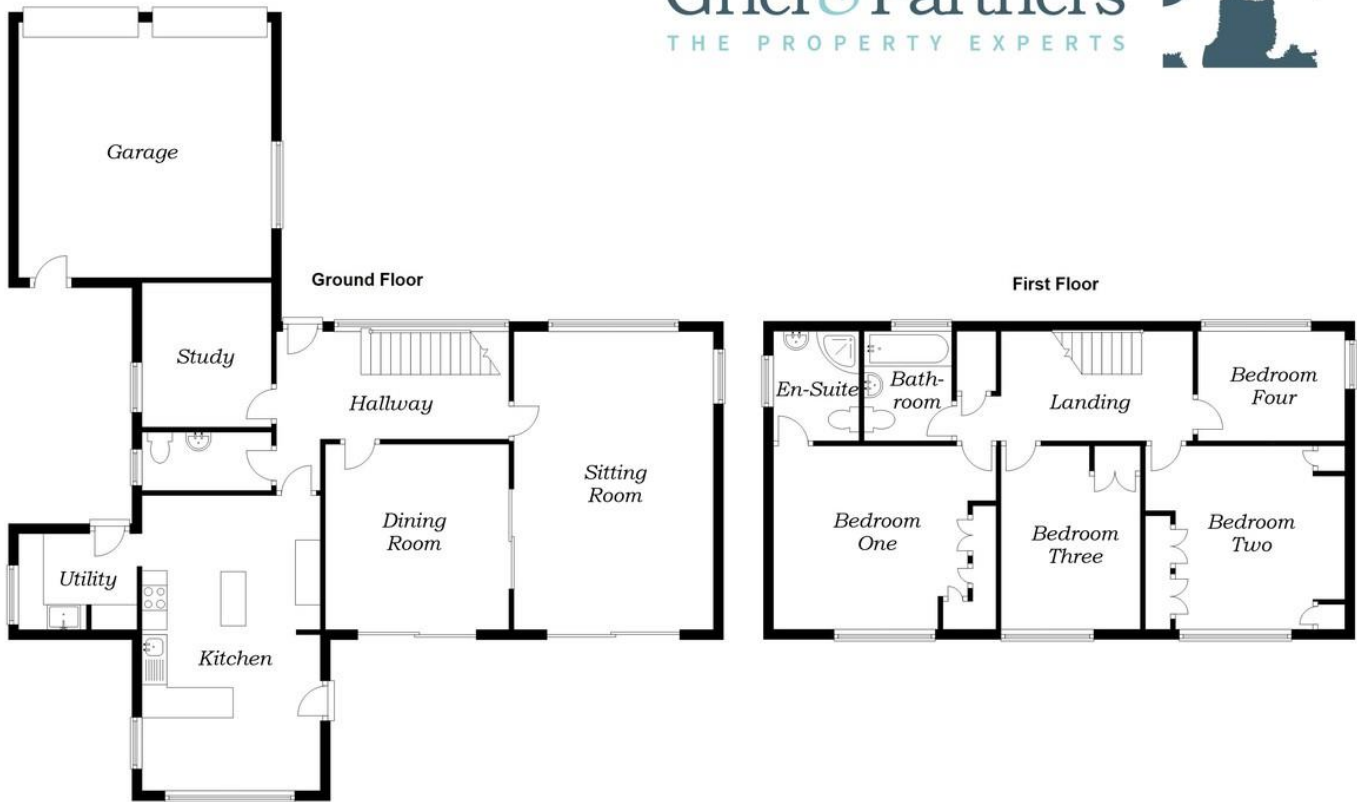 & Partners
THE PROPERTY EXPERTS
Garage
Ground Floor
Study
Hallway
Sitting
Room
Dining
Room
Utility
Kitchen
First Floor
En-Suite
Bath-
room
Landing
Bedroom
Four
Bedroom
One
Bedroom
Three
Bedroom
Two